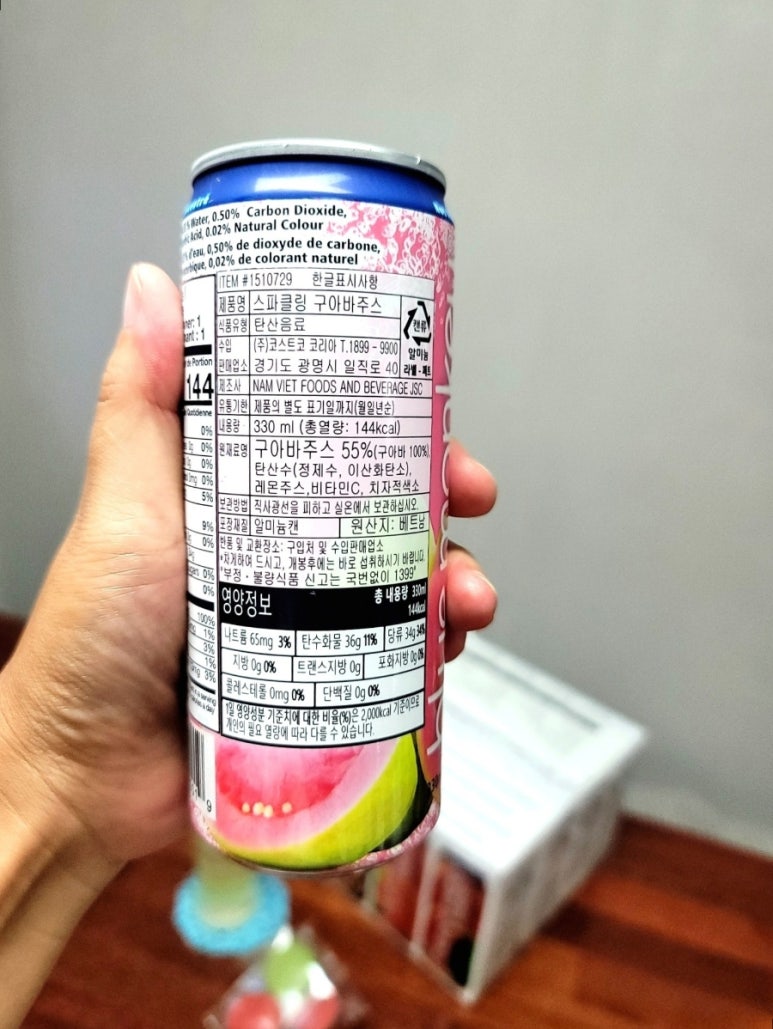 Water, 0.50% Carbon Dioxide,
Acid, 0.02% Natural Colour
d'eau, 0,50% de dioxyde de carbone,
0,02% de colorant naturel
ITEM #1510729 한글표시사항
제품명 스파클링 구아바주스
식품유형 탄산음료
수입 (주)코스트코 코리아 T.1899 - 9900
판매업소 경기도 광명시 일직로 40
캔류
알미늄
라벨-페트
제조사 NAM VIET FOODS AND BEVERAGE JSC
유통기한 제품의 별도 표기일까지(월일년순)
내용량 330 ml (총열량: 144kcal)
원재료명 구아바주스 55%(구아바 100%),
탄산수(정제수, 이산화탄소),
레몬주스,비타민C, 치자적색소
보관방법 직사광선을 피하고 실온에서 보관하십시오.
포장재질 알미늄캔 원산지: 베트남
반품 및 교환장소: 구입처 및 수입판매업소
*차게하여 드시고, 개봉후에는 바로 섭취하시기 바랍니다.
*부정·불량식품 신고는 국번없이 1399*
영양정보 총 내용량 330ml
144kcal
나트륨 65mg 3% 탄수화물 36g 11% 당류 34g 34%
지방 0g 0% 트랜스지방 0g 포화지방 0g 0%
콜레스테롤 0mg 0% 단백질 0g 0%
1일 영양성분 기준치에 대한 비율(%)은 2,000kcal 기준이므로
개인의 필요 열량에 따라 다를 수 있습니다.
Portion
144
Quotidienne
0%
0%
0%
0%
0%
5%
9%
0%
0%
100%
1%
3%
1%
3%
9